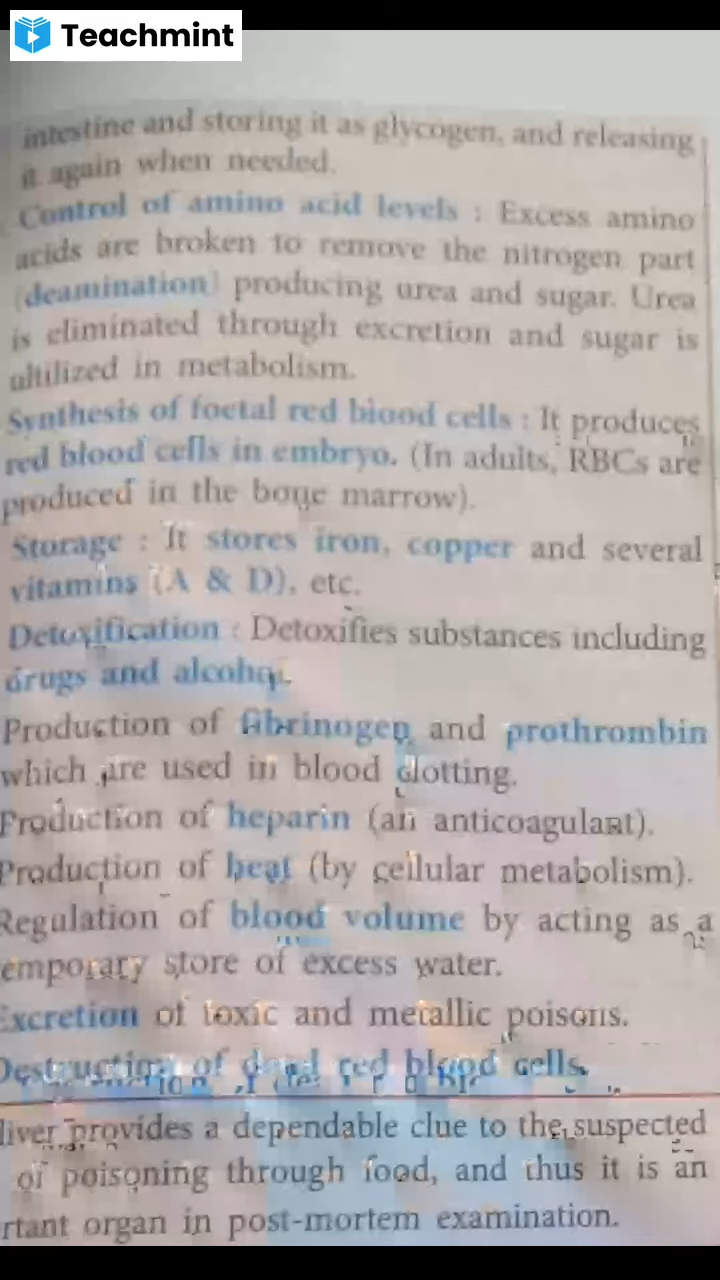 Teachmint
intestine and storing it as glycogen, and releasing
it again when needed.
Control of amino acid levels : Excess amino
acids are broken to remove the nitrogen part
(deamination) producing urea and sugar. Urea
is eliminated through excretion and sugar is
ultilized in metabolism.
Synthesis of foetal red blood cells : It produces
red blood cells in embryo. (In adults, RBCs are
produced in the bone marrow).
Storage : It stores iron, copper and several
vitamins (A & D), etc.
Detoxification : Detoxifies substances including
drugs and alcohol.
Production of fibrinogen and prothrombin
which are used in blood clotting.
Production of heparin (an anticoagulant).
Production of heat (by cellular metabolism).
Regulation of blood volume by acting as a
emporary store of excess water.
Excretion of toxic and metallic poisons.
Destruction of dead red blood cells.
liver provides a dependable clue to the suspected
of poisoning through food, and thus it is an
rtant organ in post-mortem examination.